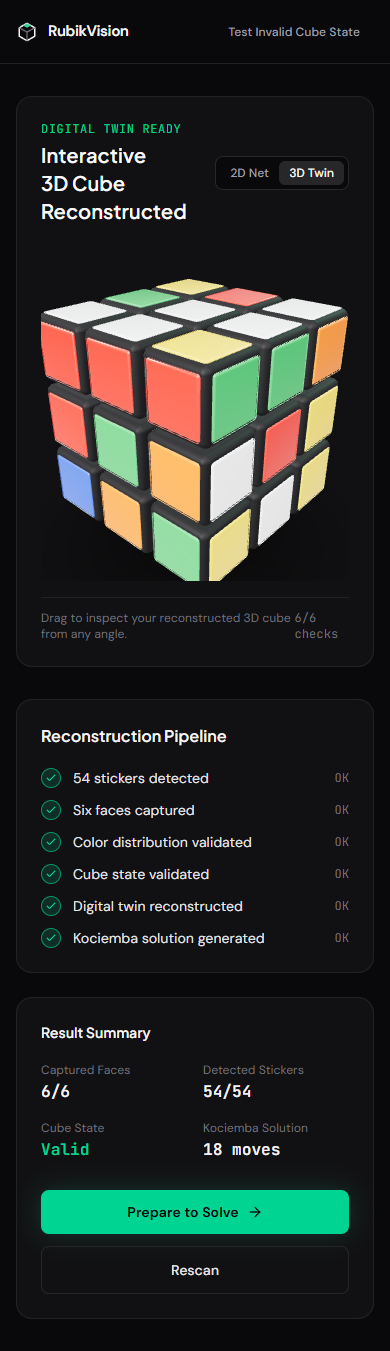 RubikVision
Test Invalid Cube State
DIGITAL TWIN READY
Interactive
3D Cube
Reconstructed
2D Net
3D Twin
Drag to inspect your reconstructed 3D cube
from any angle.
6/6
checks
Reconstruction Pipeline
54 stickers detected OK
Six faces captured OK
Color distribution validated OK
Cube state validated OK
Digital twin reconstructed OK
Kociemba solution generated OK
Result Summary
Captured Faces
6/6
Detected Stickers
54/54
Cube State
Valid
Kociemba Solution
18 moves
Prepare to Solve →
Rescan